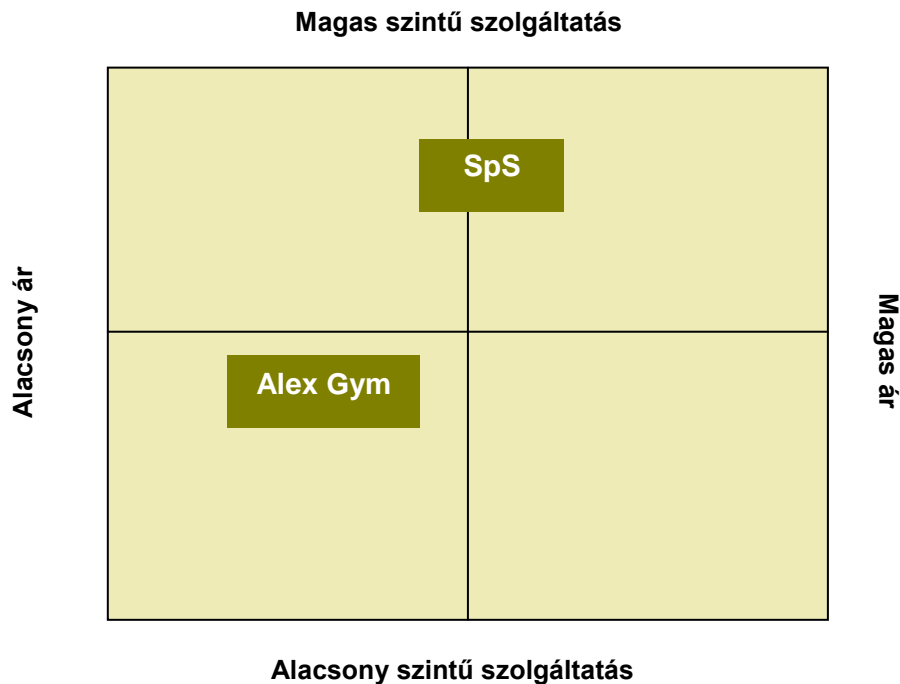 Magas szintű szolgáltatás
SpS
Alacsony ár
Magas ár
Alex Gym
Alacsony szintű szolgáltatás